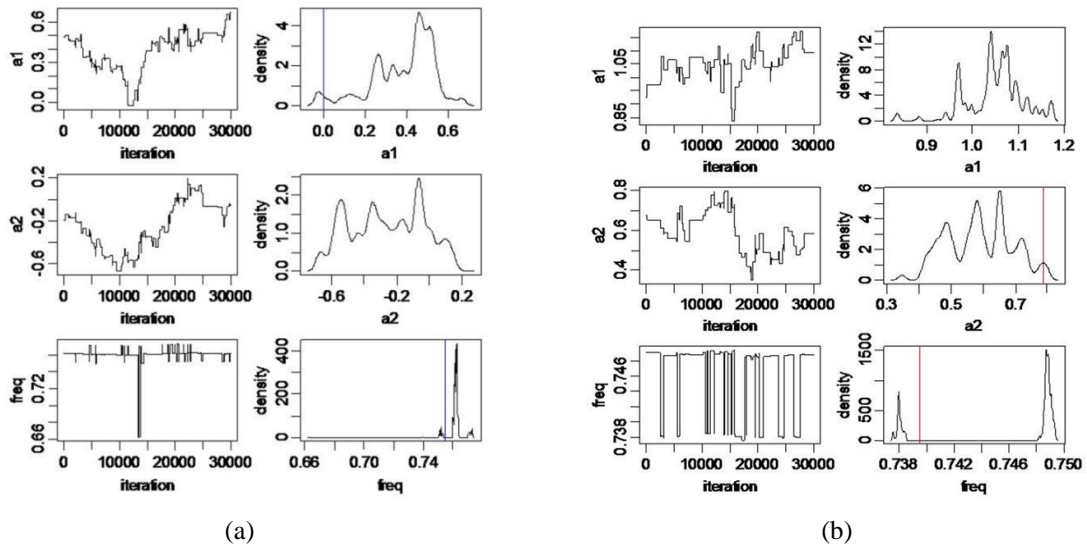 a1
0.0 0.3 0.6
0 10000 20000 30000
iteration
density
0 2 4
0.0 0.2 0.4 0.6
a1
a2
-0.6 -0.2 0.2
0 10000 20000 30000
iteration
density
0.0 1.0 2.0
-0.6 -0.2 0.2
a2
freq
0.66 0.72
0 10000 20000 30000
iteration
density
0 200 400
0.66 0.70 0.74
freq
(a)
a1
0.85 1.05
0 10000 20000 30000
iteration
density
0 4 8 12
0.9 1.0 1.1 1.2
a1
a2
0.4 0.6 0.8
0 10000 20000 30000
iteration
density
0 2 4 6
0.3 0.5 0.7
a2
freq
0.738 0.746
0 10000 20000 30000
iteration
density
0 500 1500
0.738 0.742 0.746 0.750
freq
(b)